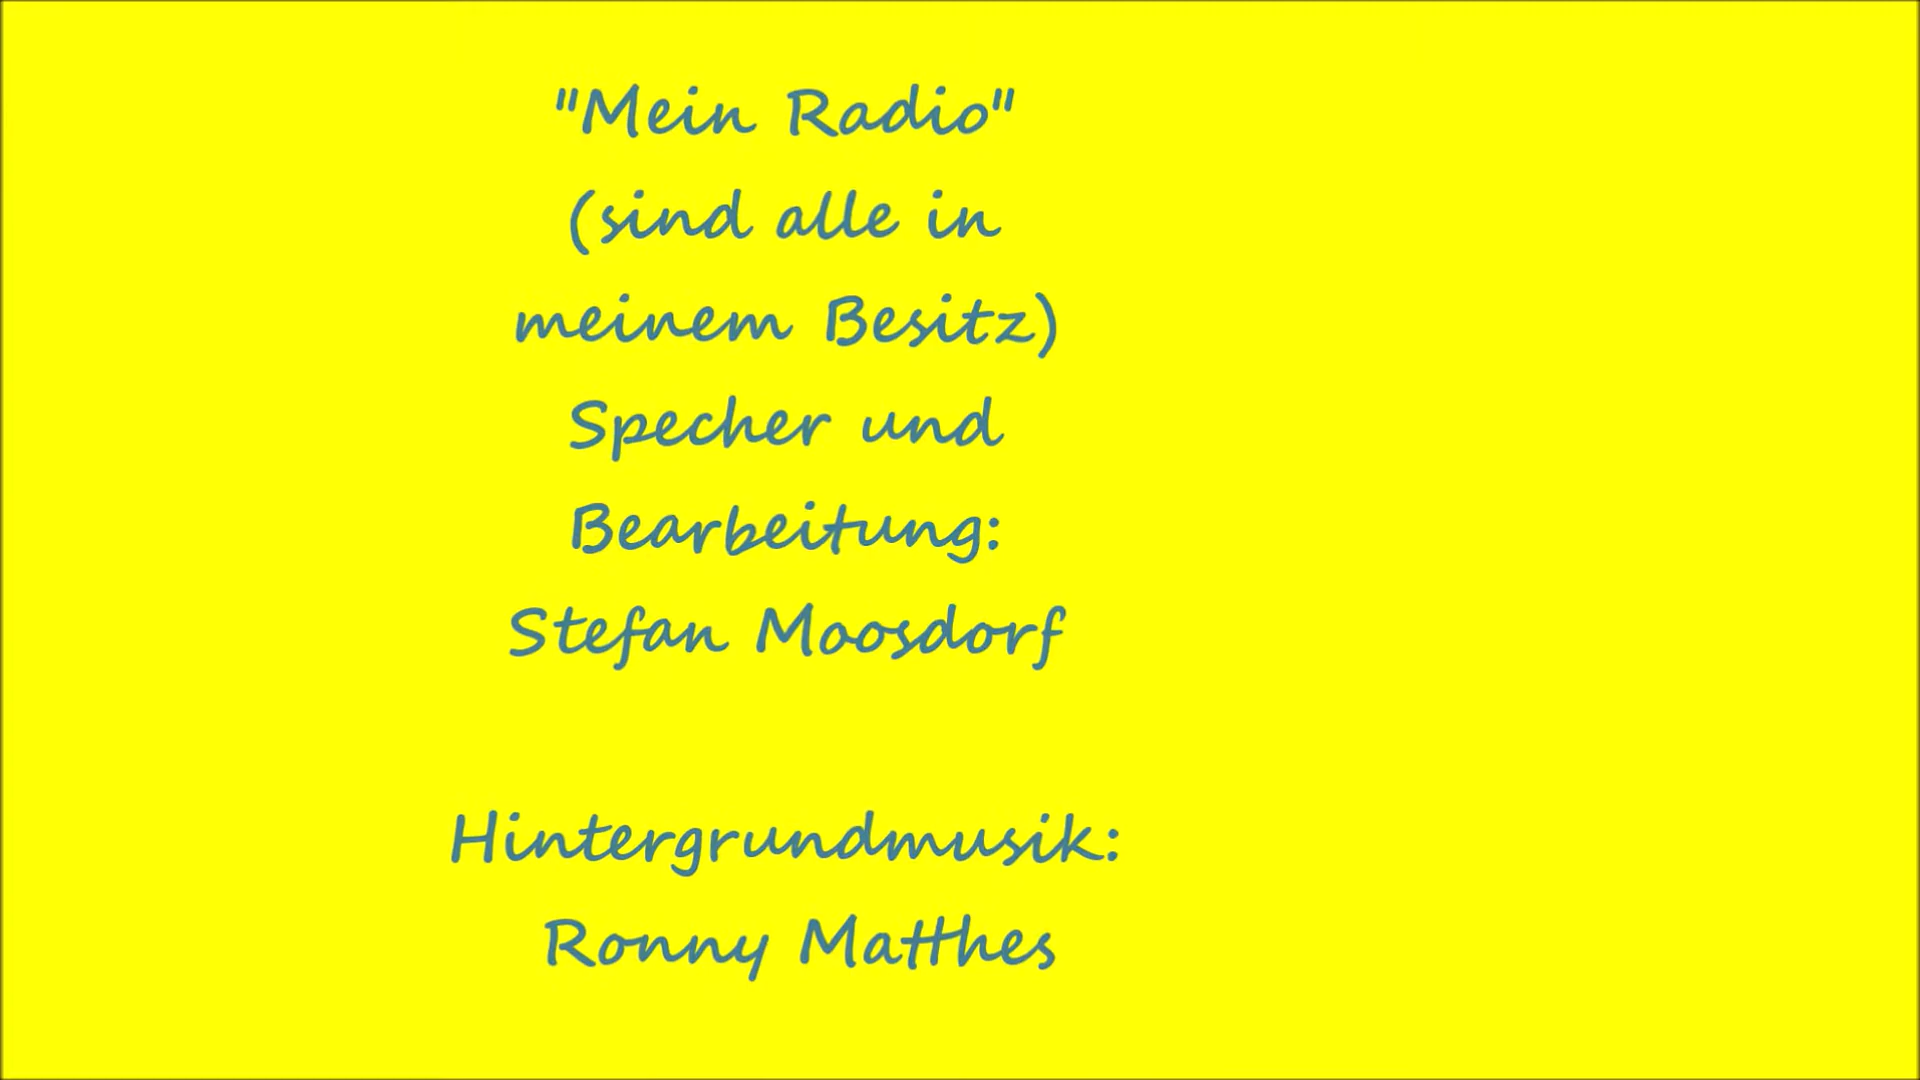 "Mein Radio"
(sind alle in
meinem Besitz)
Specher und
Bearbeitung:
Stefan Moosdorf
Hintergrundmusik:
Ronny Matthes